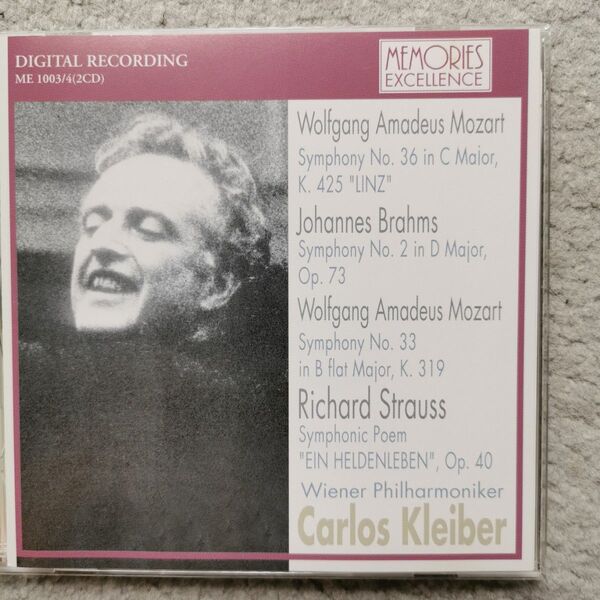 DIGITAL RECORDING
ME 1003/4(2CD)
MEMORIES
EXCELLENCE
Wolfgang Amadeus Mozart
Symphony No. 36 in C Major,
K. 425 "LINZ"
Johannes Brahms
Symphony No. 2 in D Major,
Op. 73
Wolfgang Amadeus Mozart
Symphony No. 33
in B flat Major, K. 319
Richard Strauss
Symphonic Poem
"EIN HELDENLEBEN", Op. 40
Wiener Philharmoniker
Carlos Kleiber